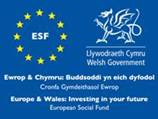 ESF
Llywodraeth Cymru
Welsh Government
Ewrop & Chymru: Buddsoddi yn eich dyfodol
Cronfa Gymdeithasol Ewrop
Europe & Wales: Investing in your future
European Social Fund